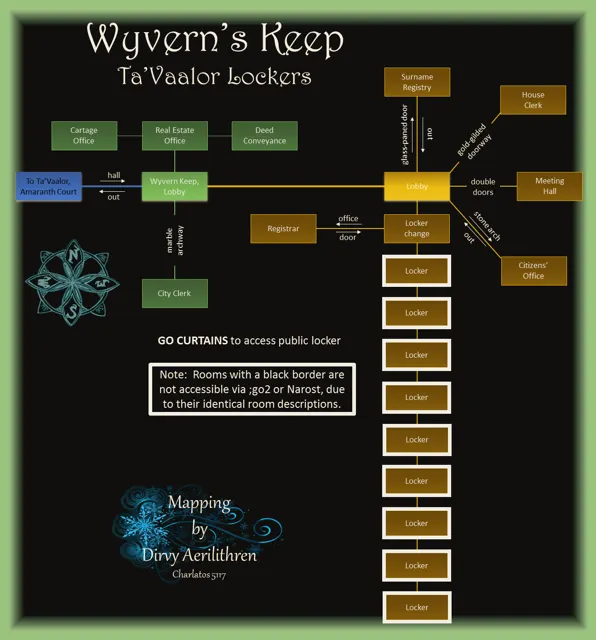 Wyvern's Keep
Ta'Vaalor Lockers
Surname
Registry
House
Clerk
glass-paned door
out
gold-gilded
doorway
Cartage
Office
Real Estate
Office
Deed
Conveyance
To Ta'Vaalor,
Amaranth Court
hall
out
Wyvern Keep,
Lobby
Lobby
double
doors
Meeting
Hall
marble
archway
Registrar
office
door
Locker
change
stone arch
out
Citizens'
Office
N
S
City Clerk
Locker
Locker
GO CURTAINS to access public locker
Locker
Note: Rooms with a black border are
not accessible via ;go2 or Narost, due
to their identical room descriptions.
Locker
Locker
Locker
Mapping
by
Dirvy Aerilithren
Charlatos 5117
Locker
Locker
Locker